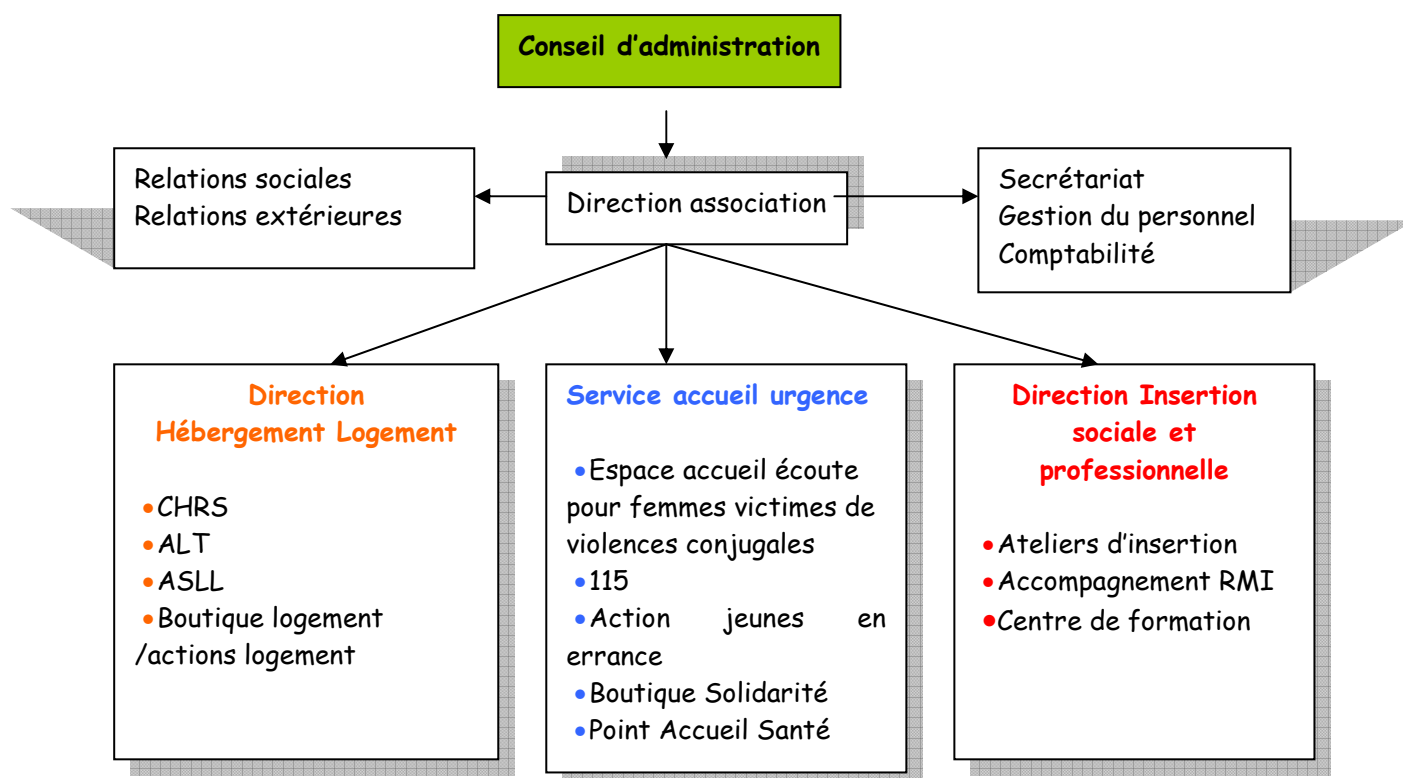 Conseil d'administration
Relations sociales
Relations extérieures
Direction association
Secrétariat
Gestion du personnel
Comptabilité
Direction
Hébergement Logement
•CHRS
•ALT
•ASLL
•Boutique logement
/actions logement
Service accueil urgence
•Espace accueil écoute
pour femmes victimes de
violences conjugales
•115
•Action jeunes en
errance
•Boutique Solidarité
•Point Accueil Santé
Direction Insertion
sociale et
professionnelle
•Ateliers d'insertion
•Accompagnement RMI
•Centre de formation